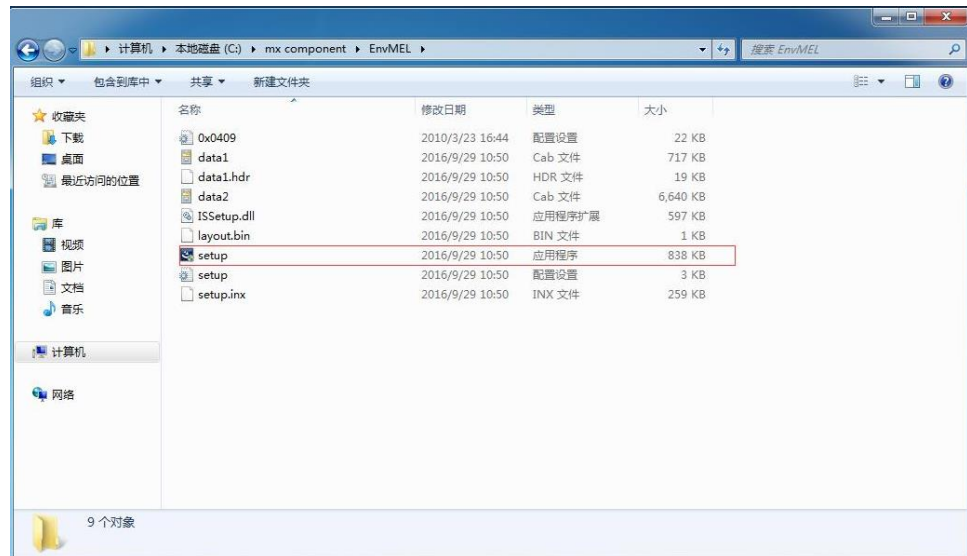 计算机 ▸ 本地磁盘 (C:) ▸ mx component ▸ EnvMEL ▸
搜索 EnvMEL
组织 包含到库中 共享 新建文件夹
收藏夹
下载
桌面
最近访问的位置
库
视频
图片
文档
音乐
计算机
网络
名称 修改日期 类型 大小
0x0409 2010/3/23 16:44 配置设置 22 KB
data1 2016/9/29 10:50 Cab 文件 717 KB
data1.hdr 2016/9/29 10:50 HDR 文件 19 KB
data2 2016/9/29 10:50 Cab 文件 6,640 KB
ISSetup.dll 2016/9/29 10:50 应用程序扩展 597 KB
layout.bin 2016/9/29 10:50 BIN 文件 1 KB
setup 2016/9/29 10:50 应用程序 838 KB
setup 2016/9/29 10:50 配置设置 3 KB
setup.inx 2016/9/29 10:50 INX 文件 259 KB
9 个对象